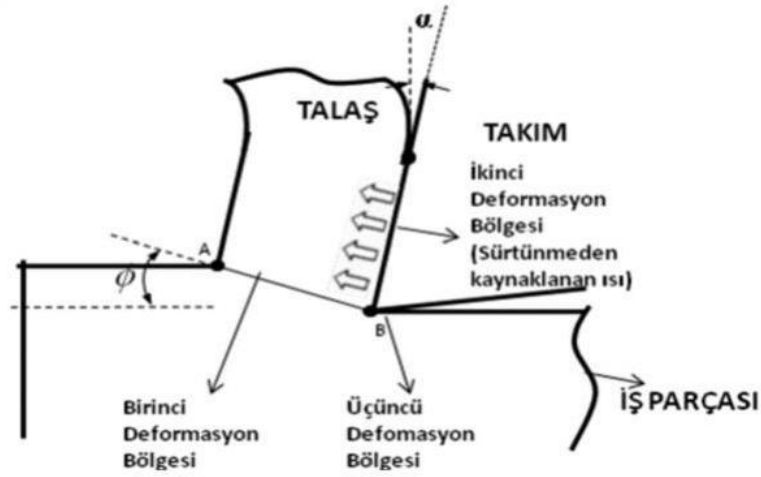 α
TALAŞ
TAKIM
İkinci
Deformasyon
Bölgesi
(Sürtünmeden
kaynaklanan ısı)
A
ϕ
B
Birinci
Deformasyon
Bölgesi
Üçüncü
Defomasyon
Bölgesi
İŞ PARÇASI